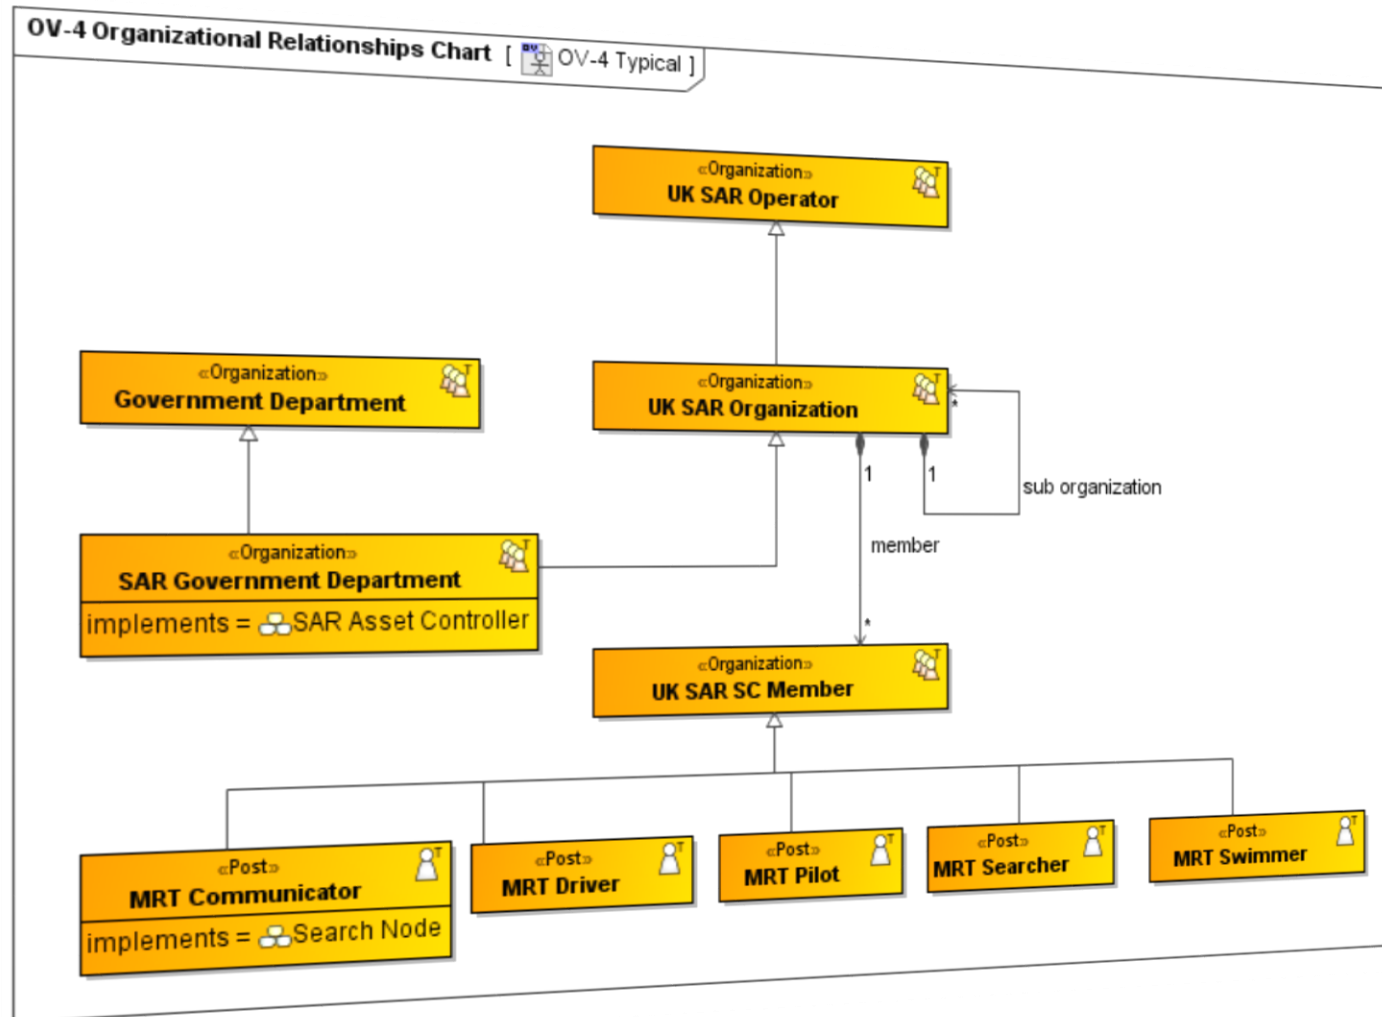 OV-4 Organizational Relationships Chart [ OV-4 Typical ]
«Organization»
UK SAR Operator
«Organization»
Government Department
«Organization»
UK SAR Organization
*
1
1
sub organization
«Organization»
SAR Government Department
implements = SAR Asset Controller
member
*
«Organization»
UK SAR SC Member
«Post»
MRT Communicator
implements = Search Node
«Post»
MRT Driver
«Post»
MRT Pilot
«Post»
MRT Searcher
«Post»
MRT Swimmer